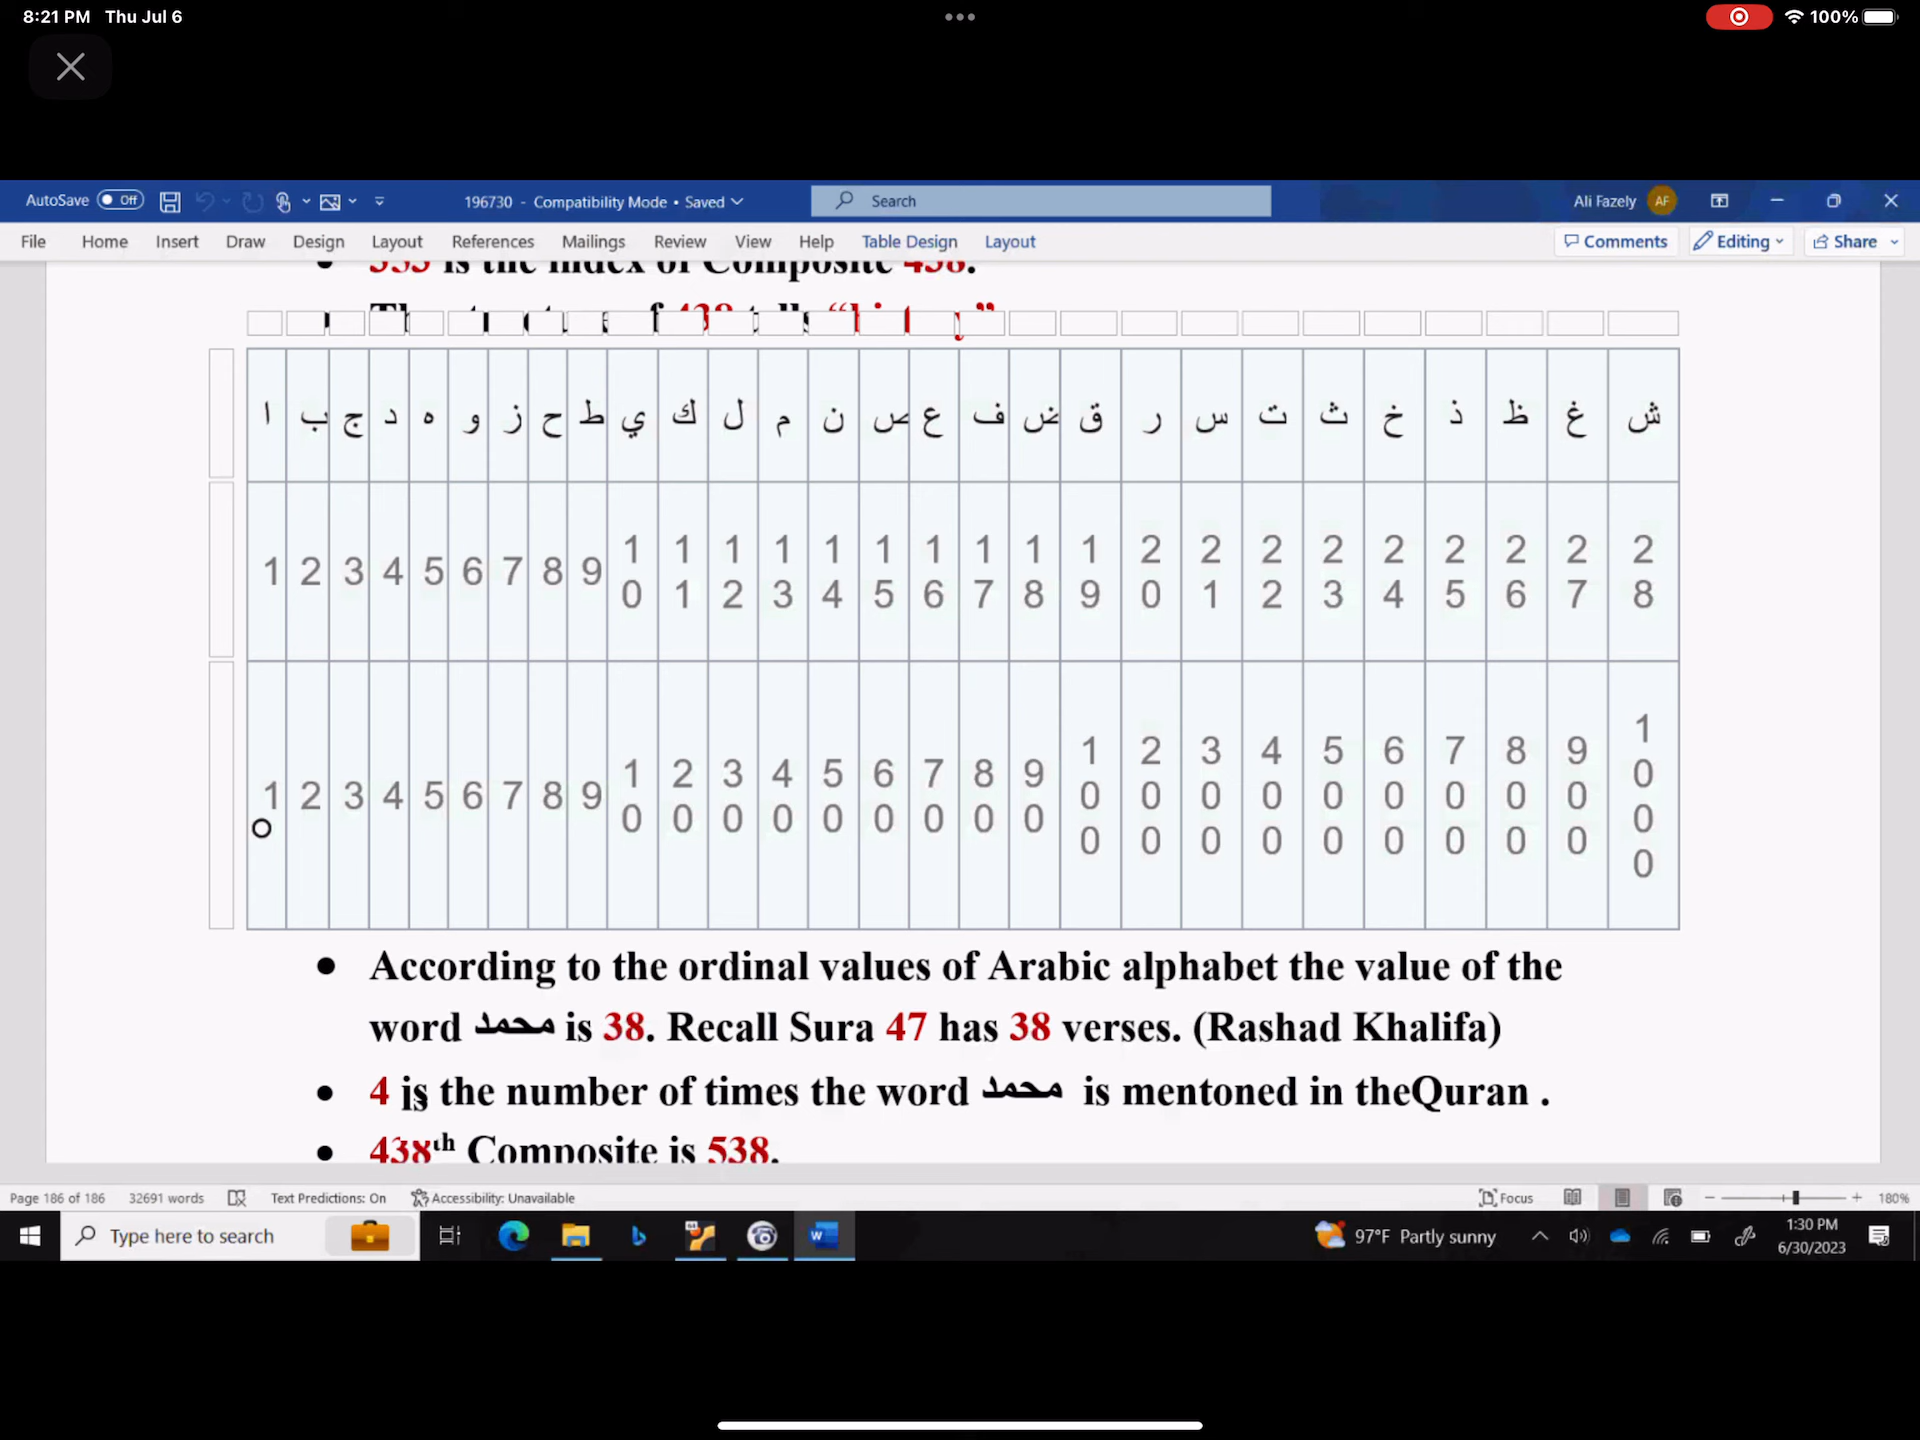 8:21 PM Thu Jul 6
100%
AutoSave Off
196730 - Compatibility Mode • Saved
Search
Ali Fazely AF
File Home Insert Draw Design Layout References Mailings Review View Help Table Design Layout
Comments Editing Share
• 535 is the index of Composite 438.
ا ب ج د ه و ز ح ط ي ك ل م ن ص ع ف ض ق ر س ت ث خ ذ ظ غ ش
1 2 3 4 5 6 7 8 9 10 11 12 13 14 15 16 17 18 19 20 21 22 23 24 25 26 27 28
1 2 3 4 5 6 7 8 9 10 20 30 40 50 60 70 80 90 100 200 300 400 500 600 700 800 900 1000
• According to the ordinal values of Arabic alphabet the value of the
word محمد is 38. Recall Sura 47 has 38 verses. (Rashad Khalifa)
• 4 is the number of times the word محمد is mentoned in theQuran .
• 438th Composite is 538.
Page 186 of 186 32691 words Text Predictions: On Accessibility: Unavailable
Focus 180%
Type here to search
97°F Partly sunny
1:30 PM
6/30/2023